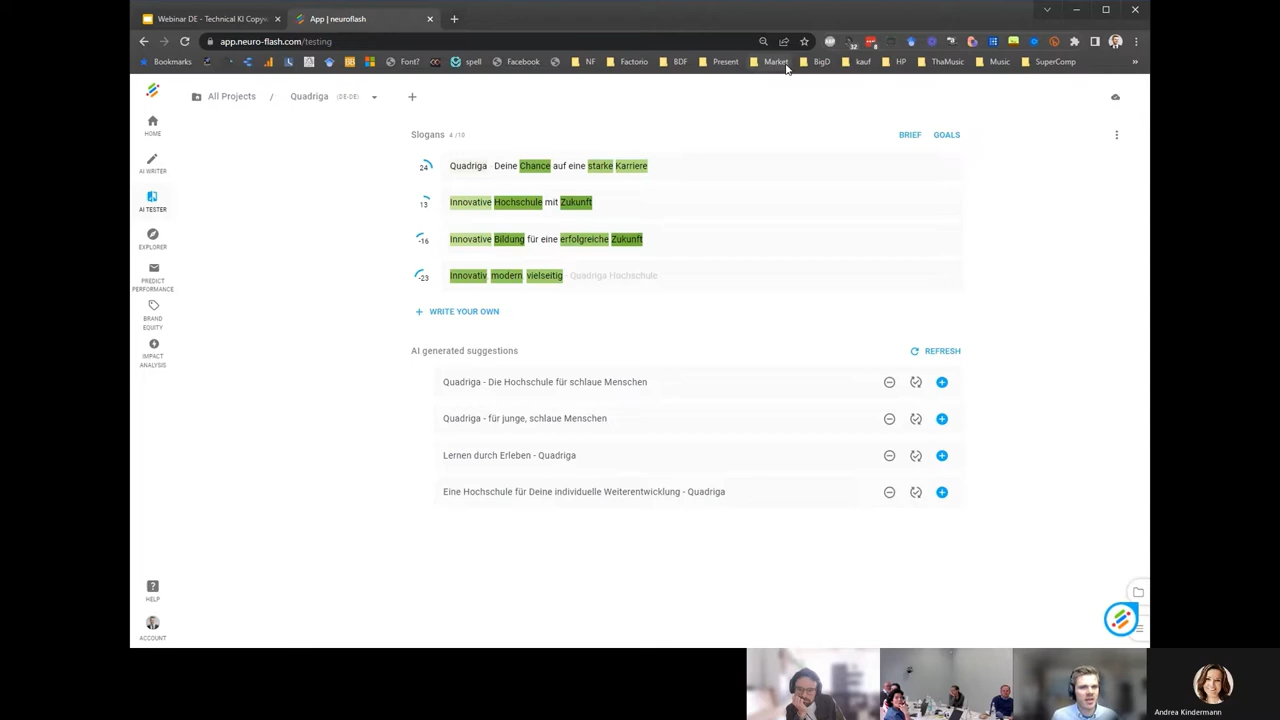 Webinar DE - Technical KI Copyw
App | neuroflash
app.neuro-flash.com/testing
Bookmarks
Font?
spell
Facebook
NF
Factorio
BDF
Present
Market
BigD
kauf
HP
ThaMusic
Music
SuperComp
All Projects / Quadriga (DE-DE)
HOME
AI WRITER
AI TESTER
EXPLORER
PREDICT
PERFORMANCE
BRAND
EQUITY
IMPACT
ANALYSIS
HELP
ACCOUNT
Slogans 4 /10
BRIEF GOALS
24 Quadriga - Deine Chance auf eine starke Karriere
13 Innovative Hochschule mit Zukunft
-16 Innovative Bildung für eine erfolgreiche Zukunft
-23 Innovativ modern vielseitig - Quadriga Hochschule
+ WRITE YOUR OWN
AI generated suggestions
REFRESH
Quadriga - Die Hochschule für schlaue Menschen
Quadriga - für junge, schlaue Menschen
Lernen durch Erleben - Quadriga
Eine Hochschule für Deine individuelle Weiterentwicklung - Quadriga
Andrea Kindermann